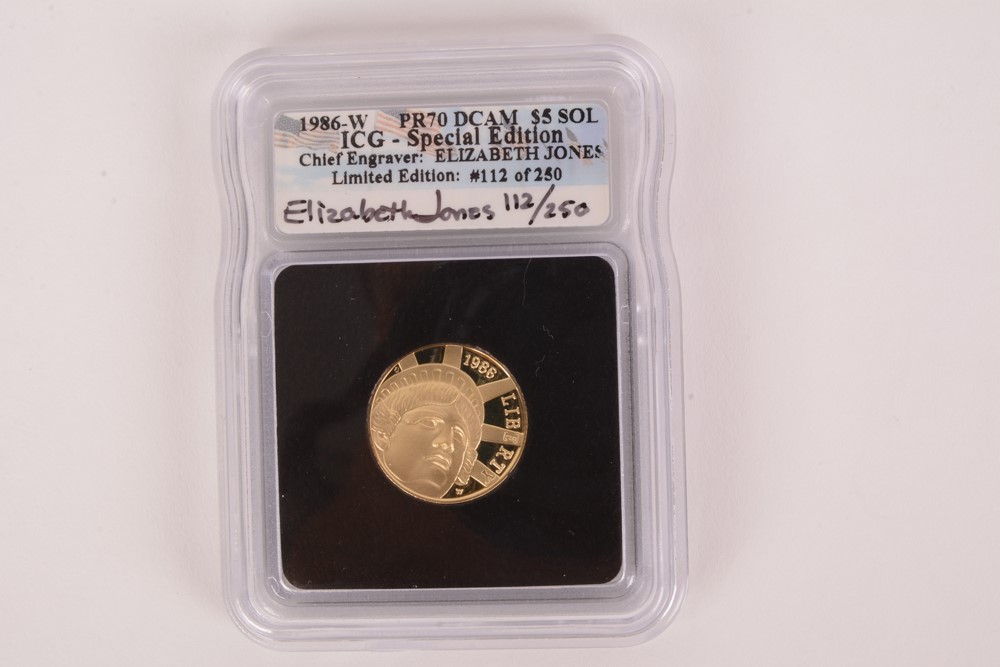 1986-W PR70 DCAM $5 SOL
ICG - Special Edition
Chief Engraver: ELIZABETH JONES
Limited Edition: #112 of 250
Elizabeth Jones 112/250
1986
LIBERTY
W